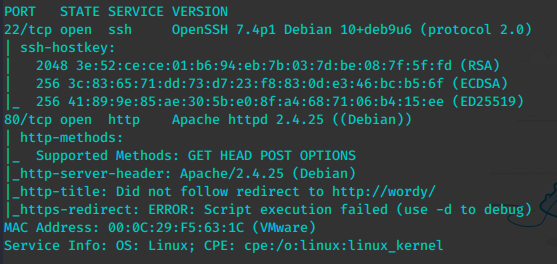 PORT   STATE SERVICE VERSION
22/tcp open  ssh     OpenSSH 7.4p1 Debian 10+deb9u6 (protocol 2.0)
| ssh-hostkey:
|   2048 3e:52:ce:ce:01:b6:94:eb:7b:03:7d:be:08:7f:5f:fd (RSA)
|   256 3c:83:65:71:dd:73:d7:23:f8:83:0d:e3:46:bc:b5:6f (ECDSA)
|_  256 41:89:9e:85:ae:30:5b:e0:8f:a4:68:71:06:b4:15:ee (ED25519)
80/tcp open  http    Apache httpd 2.4.25 ((Debian))
| http-methods:
|_  Supported Methods: GET HEAD POST OPTIONS
|_http-server-header: Apache/2.4.25 (Debian)
|_http-title: Did not follow redirect to http://wordy/
|_https-redirect: ERROR: Script execution failed (use -d to debug)
MAC Address: 00:0C:29:F5:63:1C (VMware)
Service Info: OS: Linux; CPE: cpe:/o:linux:linux_kernel